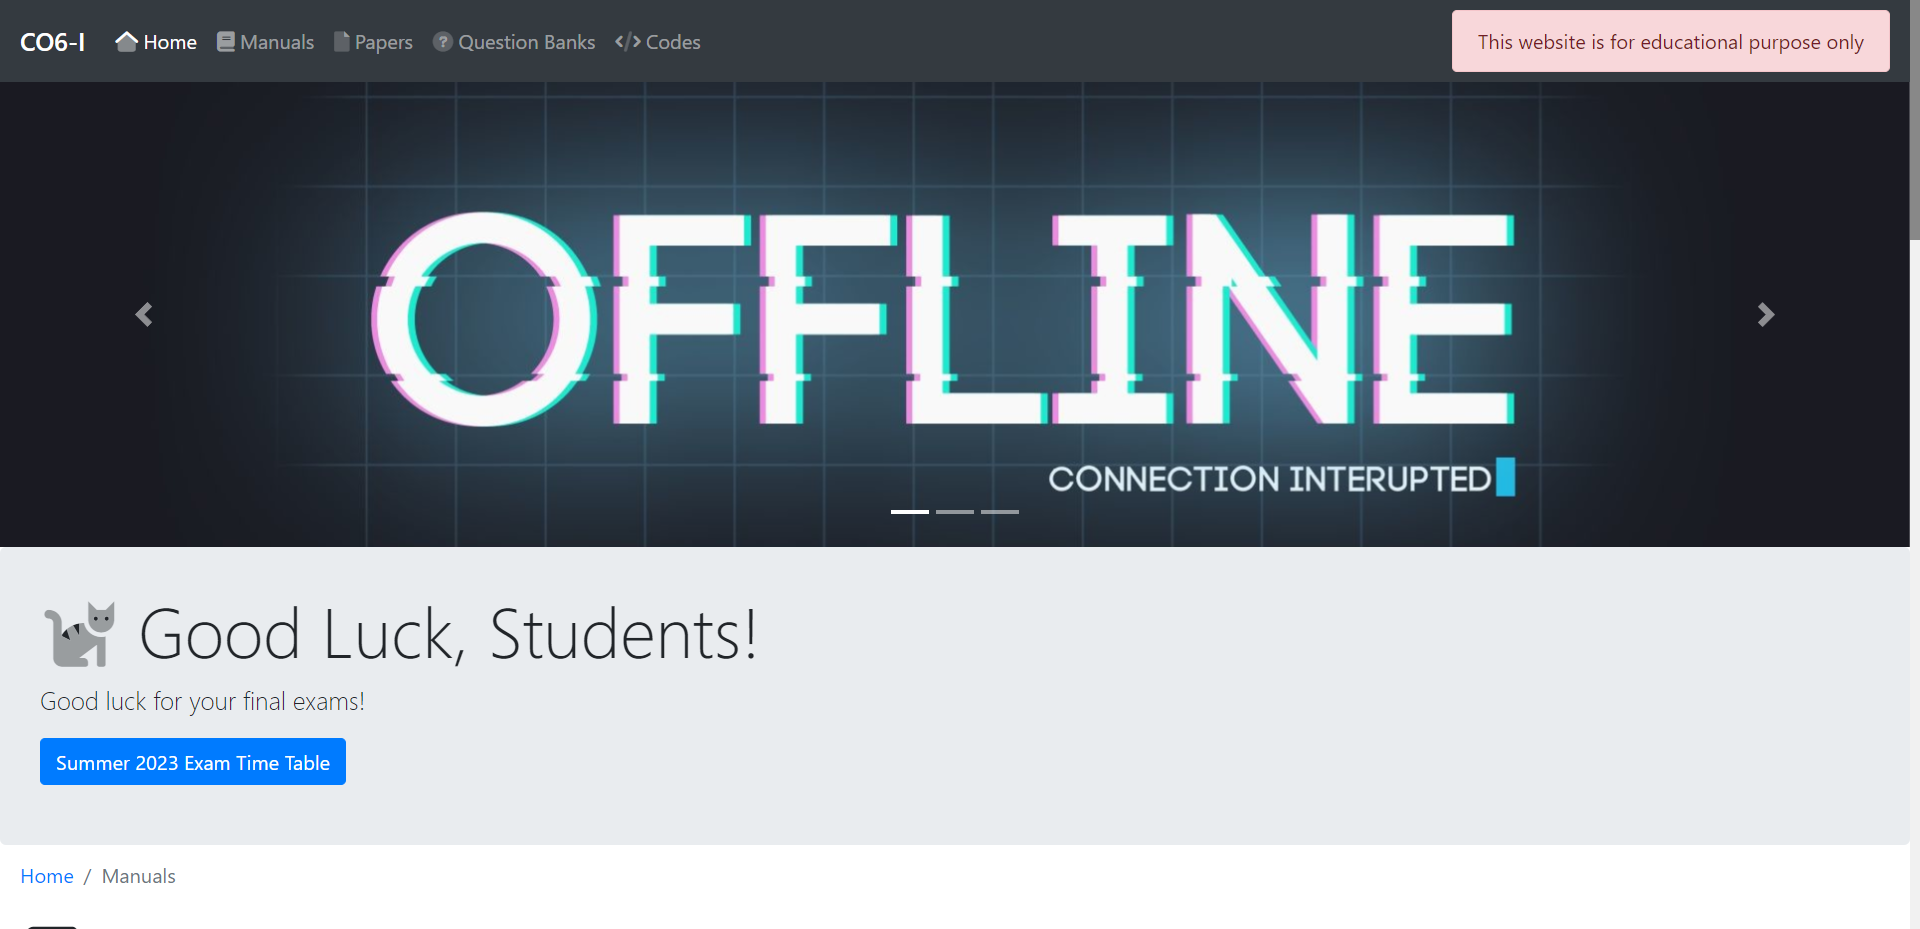 CO6-I Home Manuals Papers Question Banks Codes This website is for educational purpose only
OFFLINE
CONNECTION INTERUPTED
Good Luck, Students!
Good luck for your final exams!
Summer 2023 Exam Time Table
Home / Manuals